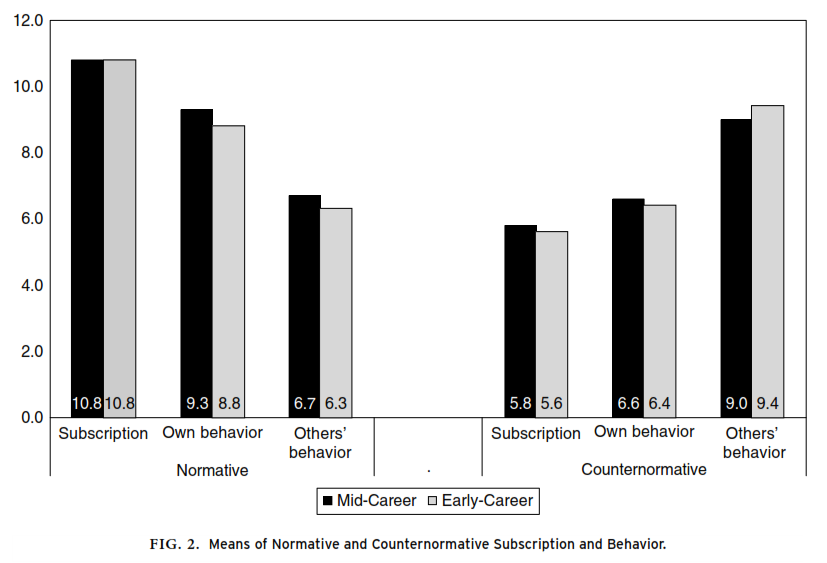 12.0
10.0
8.0
6.0
4.0
2.0
0.0
10.8 10.8 9.3 8.8 6.7 6.3 5.8 5.6 6.6 6.4 9.0 9.4
Subscription Own behavior Others' behavior Subscription Own behavior Others' behavior
Normative . Counternormative
Mid-Career Early-Career
FIG. 2. Means of Normative and Counternormative Subscription and Behavior.